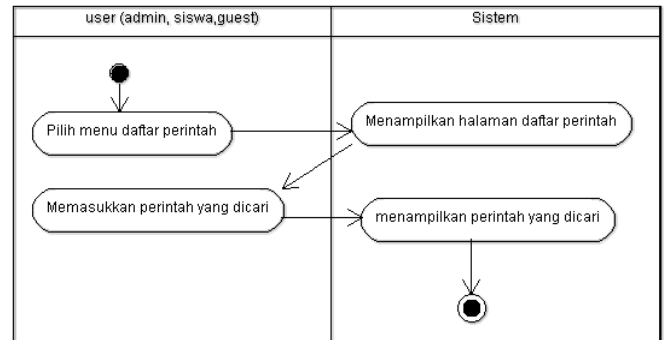 user (admin, siswa,guest)
Sistem
Pilih menu daftar perintah
Menampilkan halaman daftar perintah
Memasukkan perintah yang dicari
menampilkan perintah yang dicari